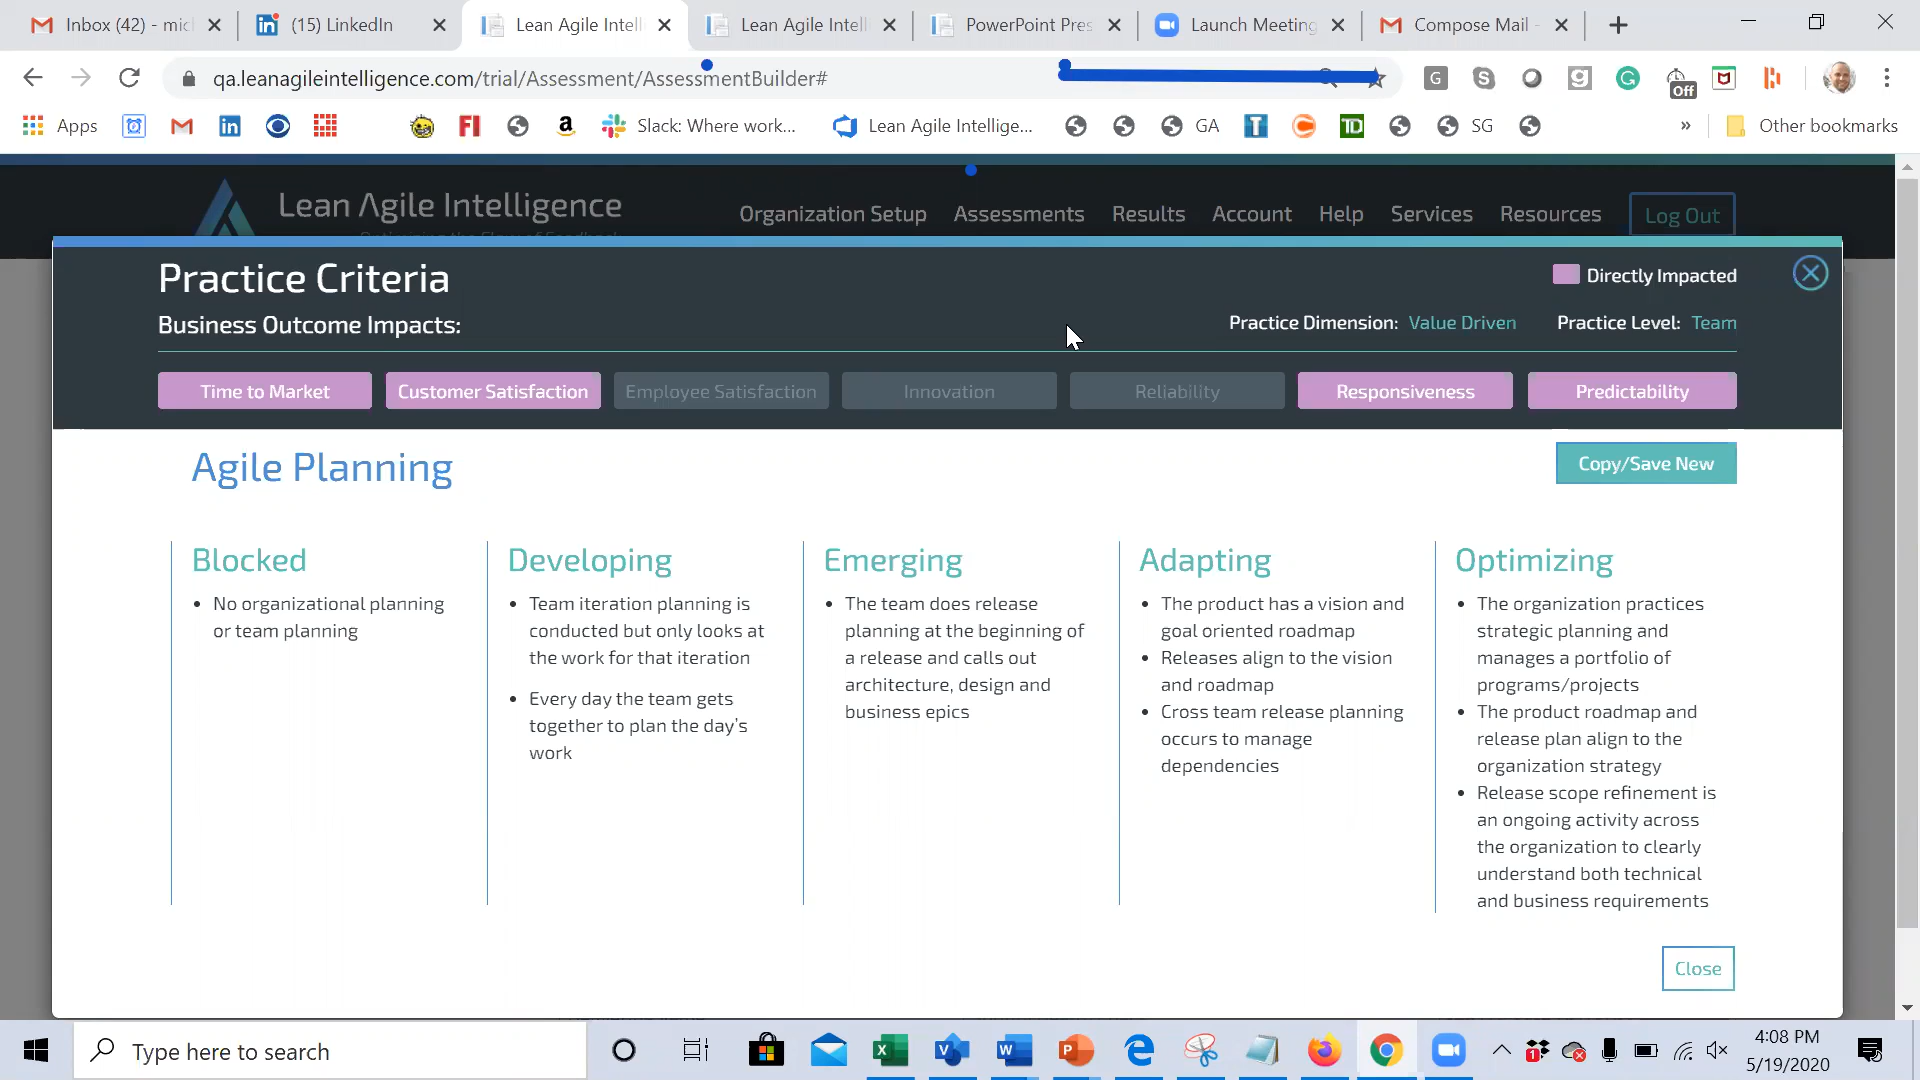 Inbox (42) - mic
(15) LinkedIn
Lean Agile Intelli
Lean Agile Intell
PowerPoint Pres
Launch Meeting
Compose Mail -
qa.leanagileintelligence.com/trial/Assessment/AssessmentBuilder#
Off
Apps
FI
Slack: Where work...
Lean Agile Intellige...
GA
T
TD
SG
»
Other bookmarks
Lean Agile Intelligence
Organization Setup
Assessments
Results
Account
Help
Services
Resources
Log Out
Practice Criteria
Directly Impacted
Business Outcome Impacts:
Practice Dimension: Value Driven
Practice Level: Team
Time to Market
Customer Satisfaction
Employee Satisfaction
Innovation
Reliability
Responsiveness
Predictability
Agile Planning
Copy/Save New
Blocked
• No organizational planning
or team planning
Developing
• Team iteration planning is
conducted but only looks at
the work for that iteration
• Every day the team gets
together to plan the day's
work
Emerging
• The team does release
planning at the beginning of
a release and calls out
architecture, design and
business epics
Adapting
• The product has a vision and
goal oriented roadmap
• Releases align to the vision
and roadmap
• Cross team release planning
occurs to manage
dependencies
Optimizing
• The organization practices
strategic planning and
manages a portfolio of
programs/projects
• The product roadmap and
release plan align to the
organization strategy
• Release scope refinement is
an ongoing activity across
the organization to clearly
understand both technical
and business requirements
Close
Type here to search
4:08 PM
5/19/2020